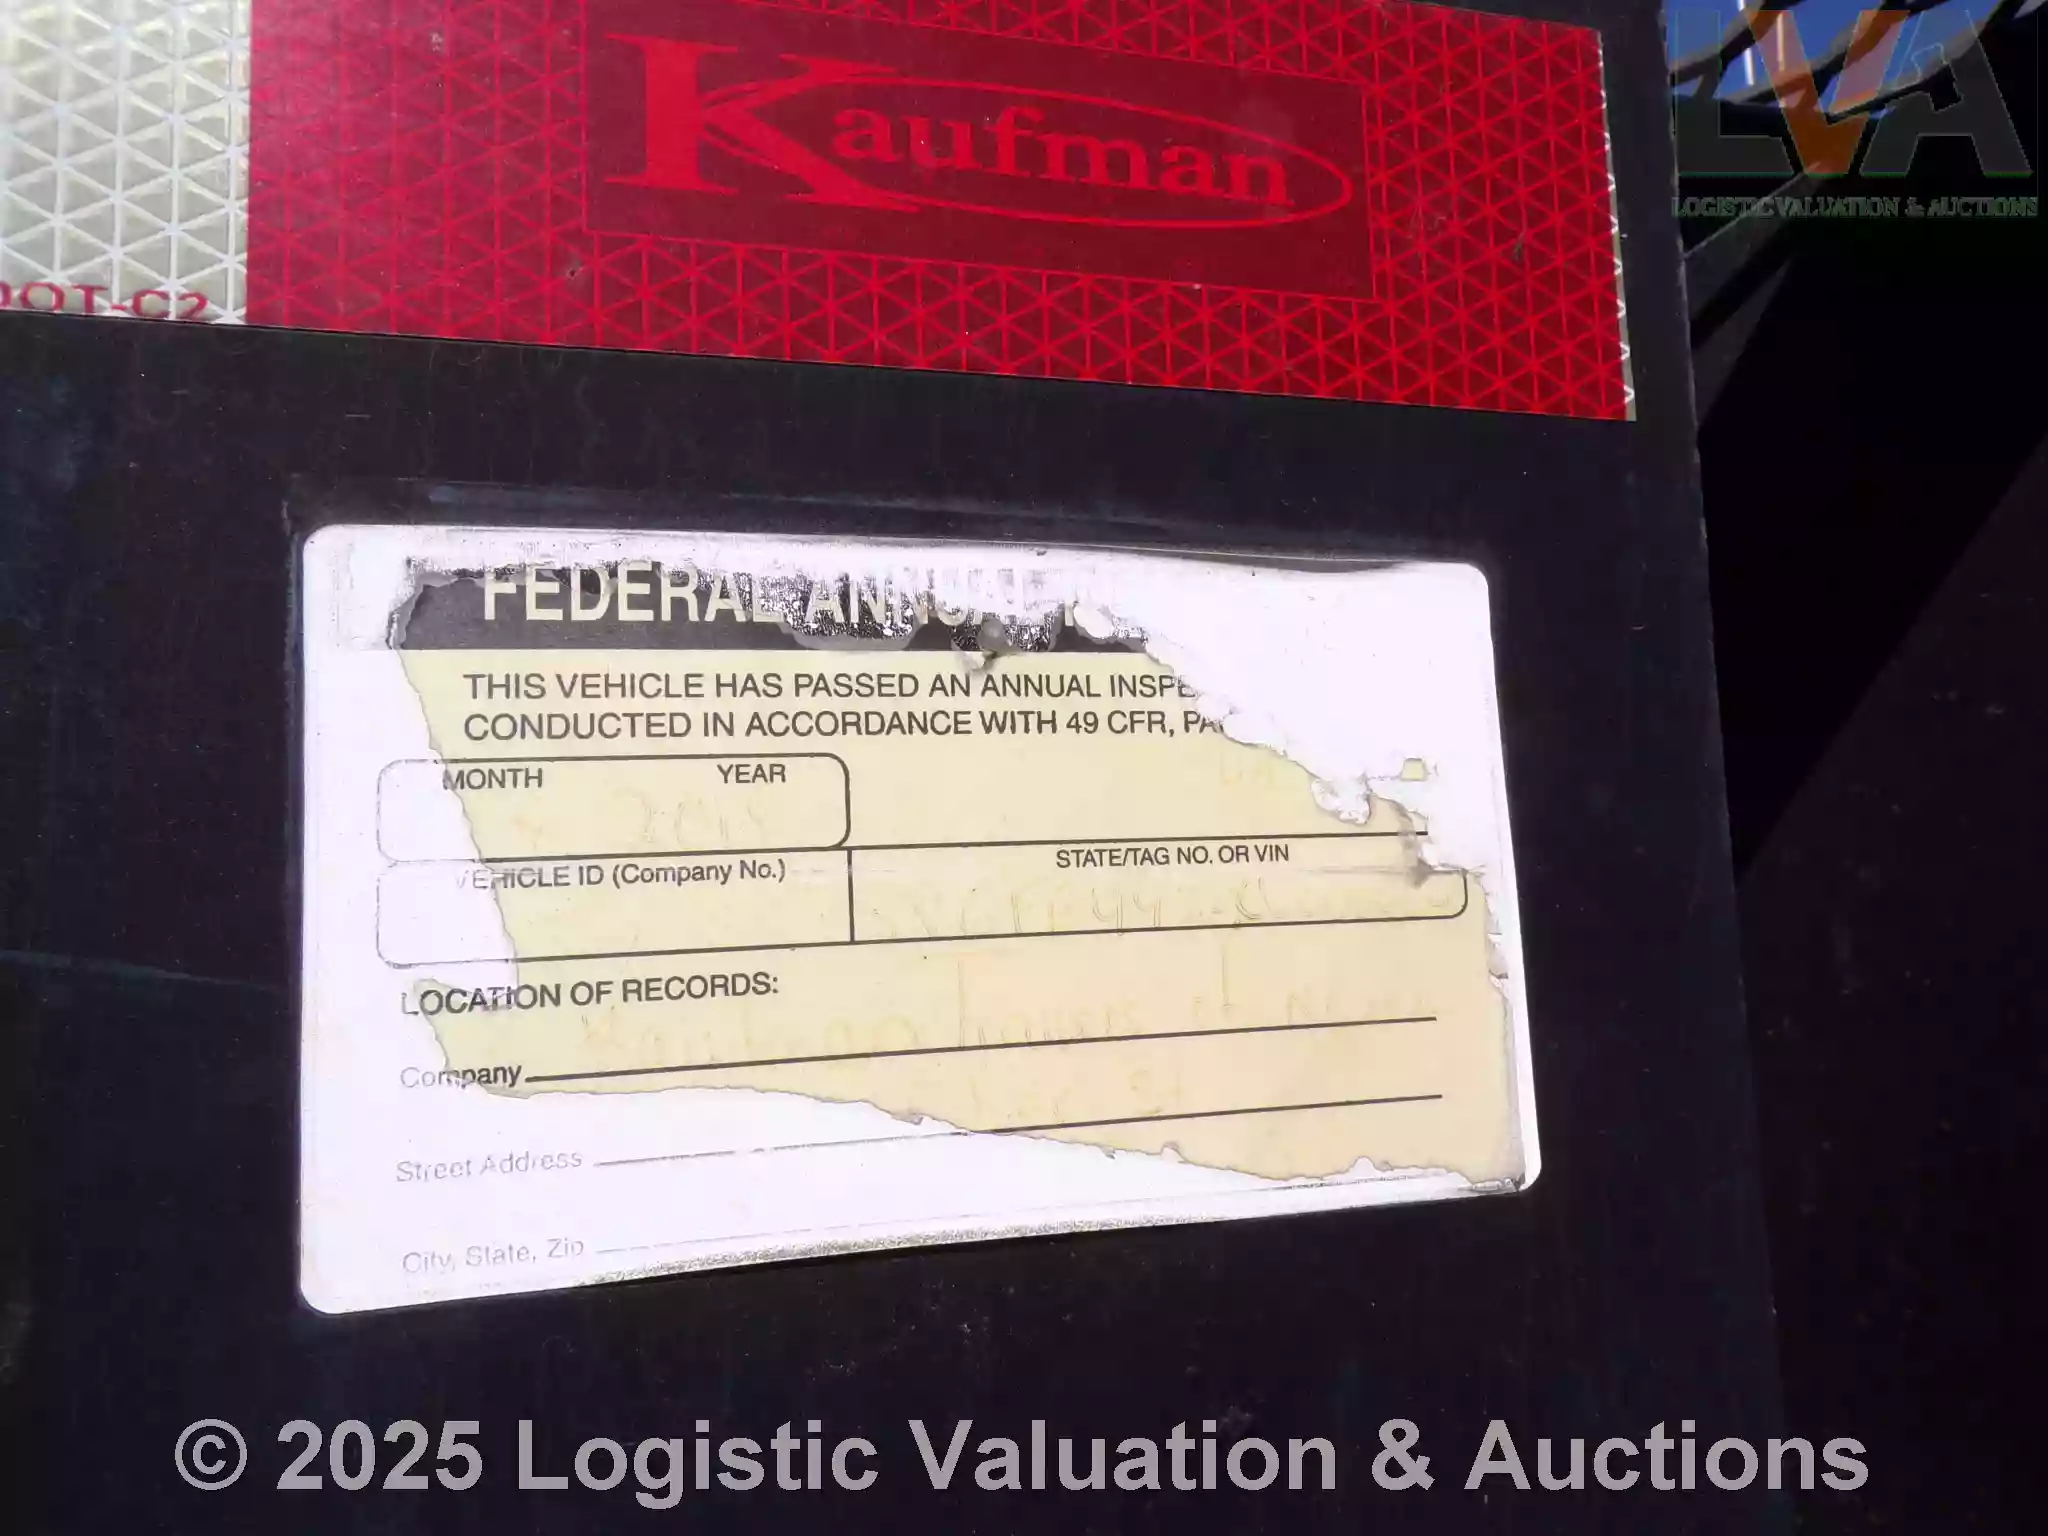 Kaufman
LVA
LOGISTIC VALUATION & AUCTIONS
DOT-C2
FEDERAL ANNUAL
THIS VEHICLE HAS PASSED AN ANNUAL INSPE
CONDUCTED IN ACCORDANCE WITH 49 CFR, PA
MONTH YEAR
VEHICLE ID (Company No.) STATE/TAG NO. OR VIN
LOCATION OF RECORDS:
Company
Street Address
City, State, Zip
© 2025 Logistic Valuation & Auctions